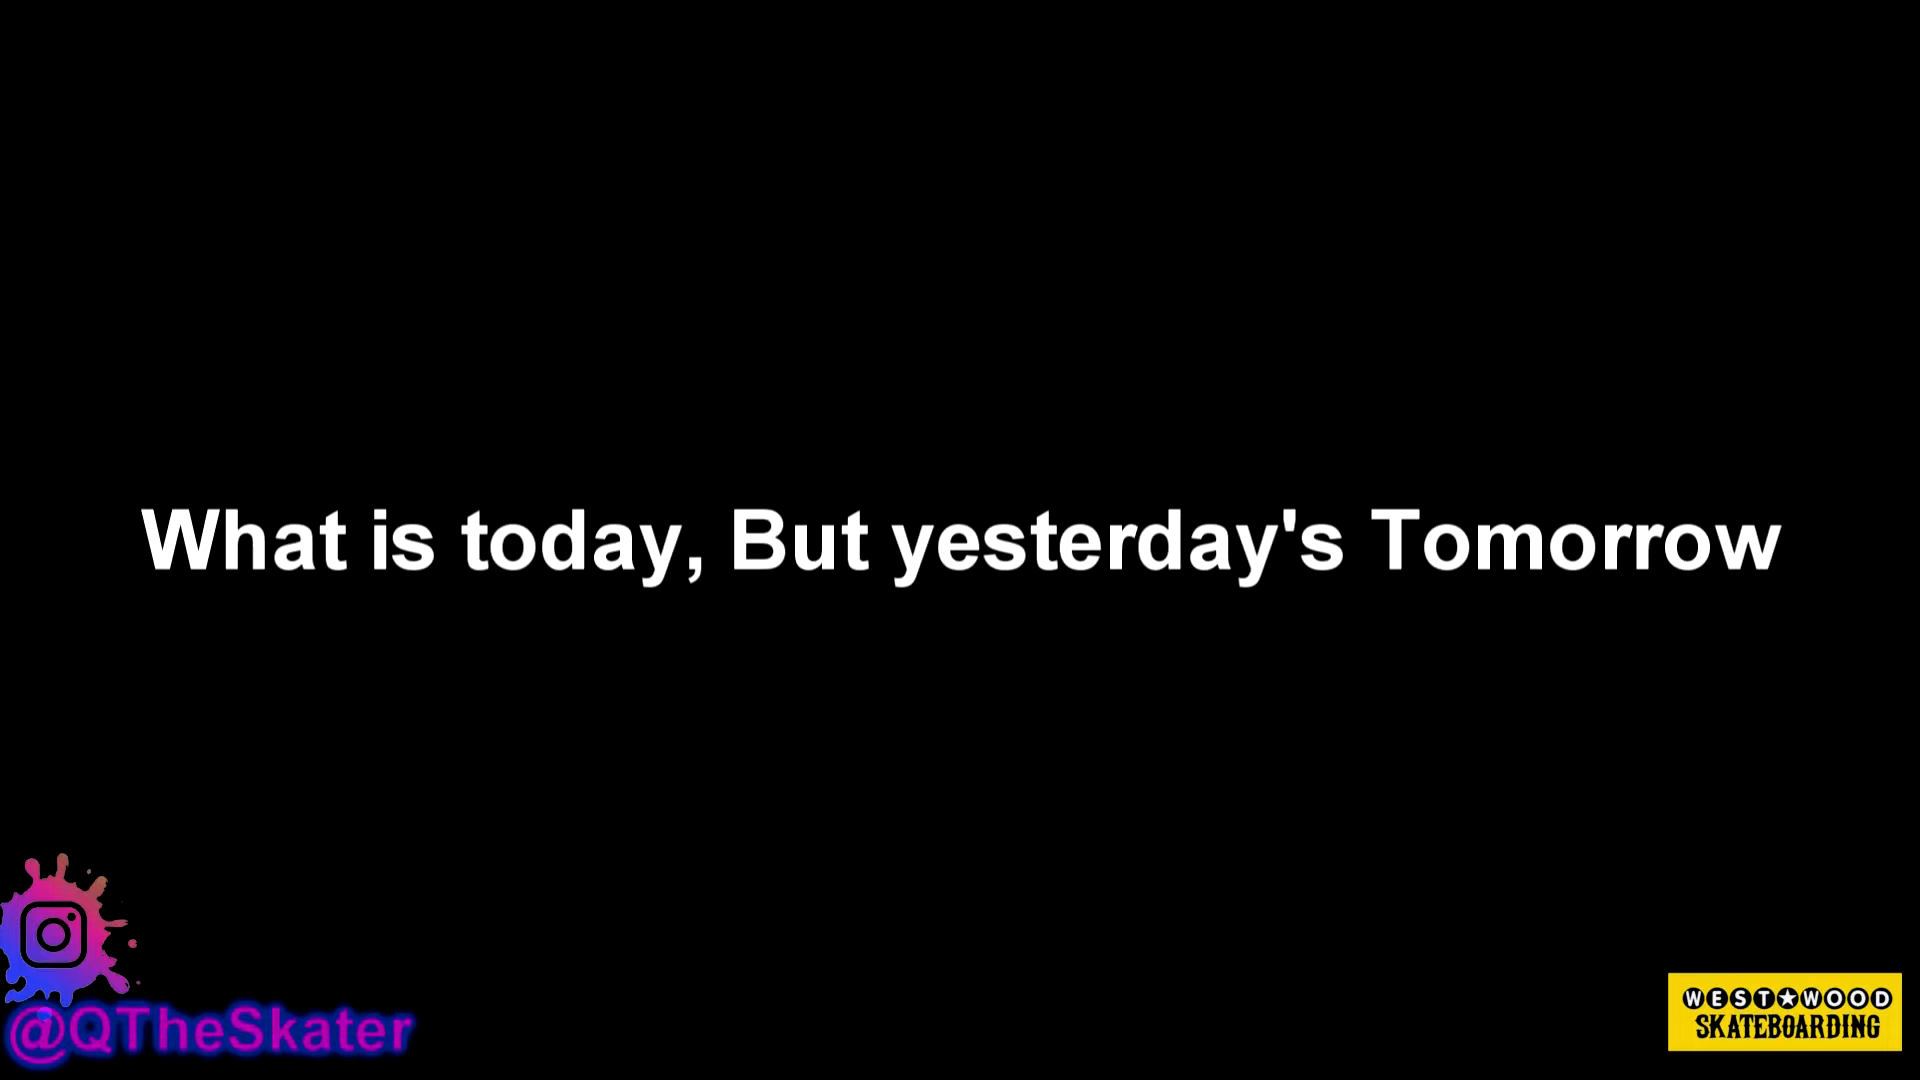 What is today, But yesterday's Tomorrow
@QTheSkater
WEST★WOOD
SKATEBOARDING